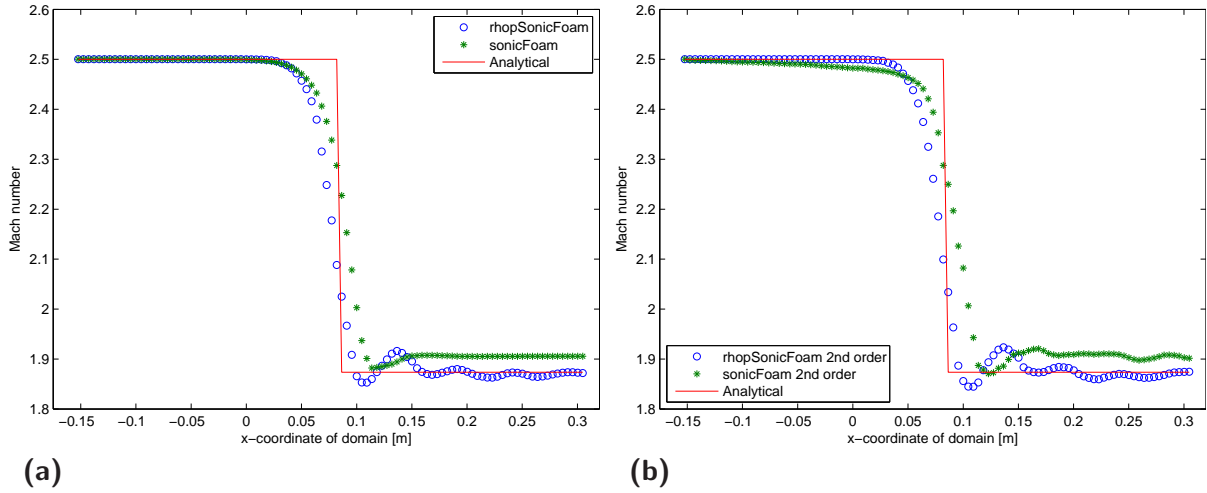 rhopSonicFoam
sonicFoam
Analytical
2.5
2.4
2.3
2.2
2.1
2
1.9
1.8
Mach number
−0.15 −0.1 −0.05 0 0.05 0.1 0.15 0.2 0.25 0.3
x−coordinate of domain [m]
(a)
2.5
2.4
2.3
2.2
2.1
2
1.9
1.8
Mach number
rhopSonicFoam 2nd order
sonicFoam 2nd order
Analytical
−0.15 −0.1 −0.05 0 0.05 0.1 0.15 0.2 0.25 0.3
x−coordinate of domain [m]
(b)